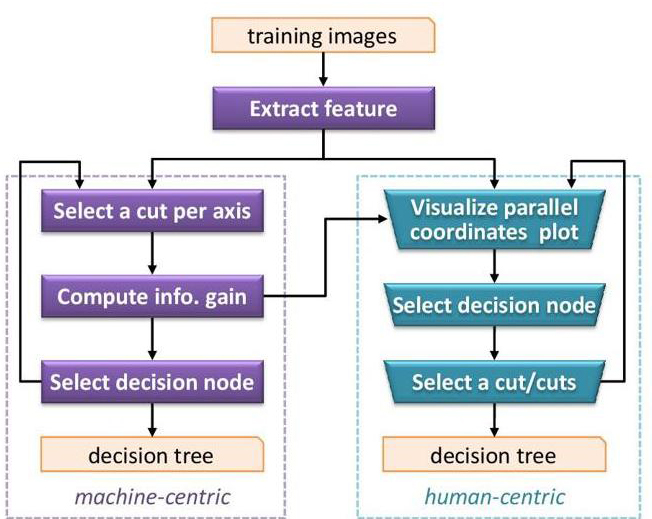 training images
Extract feature
Select a cut per axis
Compute info. gain
Select decision node
decision tree
machine-centric
Visualize parallel
coordinates plot
Select decision node
Select a cut/cuts
decision tree
human-centric